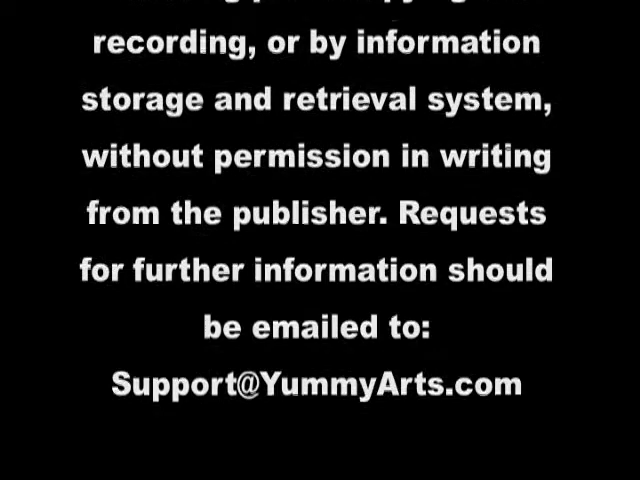 recording, or by information
storage and retrieval system,
without permission in writing
from the publisher. Requests
for further information should
be emailed to:
Support@YummyArts.com